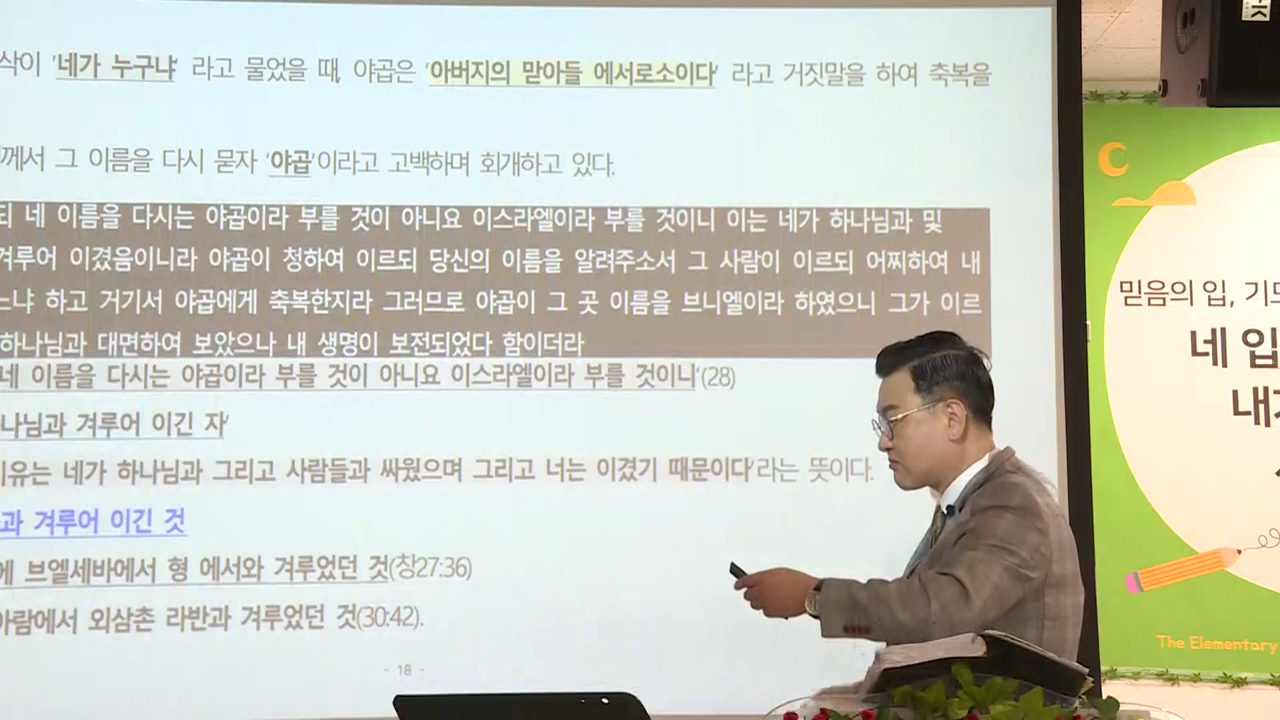 삭이 '네가 누구냐' 라고 물었을 때, 야곱은 '아버지의 맏아들 에서로소이다' 라고 거짓말을 하여 축복을
께서 그 이름을 다시 묻자 '야곱'이라고 고백하며 회개하고 있다.
되 네 이름을 다시는 야곱이라 부를 것이 아니요 이스라엘이라 부를 것이니 이는 네가 하나님과 및
겨루어 이겼음이니라 야곱이 청하여 이르되 당신의 이름을 알려주소서 그 사람이 이르되 어찌하여 내
느냐 하고 거기서 야곱에게 축복한지라 그러므로 야곱이 그 곳 이름을 브니엘이라 하였으니 그가 이르
하나님과 대면하여 보았으나 내 생명이 보전되었다 함이더라
네 이름을 다시는 야곱이라 부를 것이 아니요 이스라엘이라 부를 것이니'(28)
나님과 겨루어 이긴 자'
유는 네가 하나님과 그리고 사람들과 싸웠으며 그리고 너는 이겼기 때문이다'라는 뜻이다.
과 겨루어 이긴 것
에 브엘세바에서 형 에서와 겨루었던 것(창27:36)
아람에서 외삼촌 라반과 겨루었던 것(30:42).
- 18 -
믿음의 입, 기도
네 입
내가
The Elementary